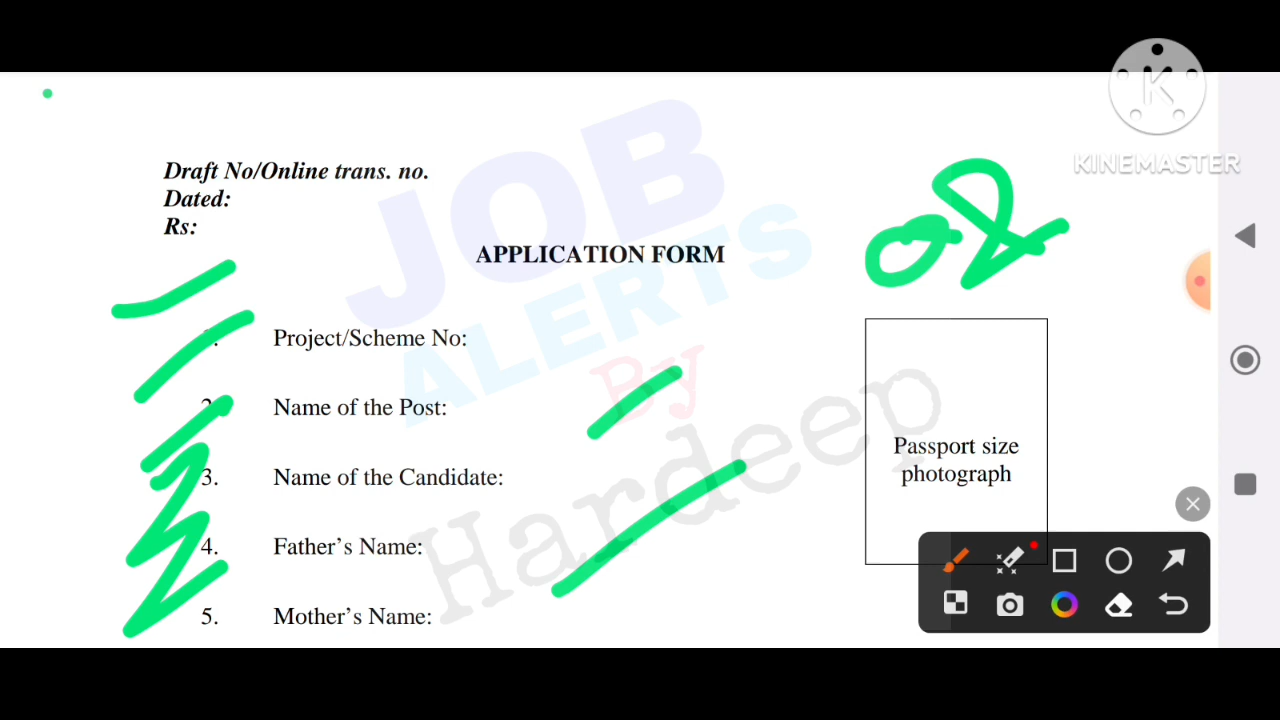 KINEMASTER
Draft No/Online trans. no.
Dated:
Rs:
APPLICATION FORM
JOB
ALERTS
By
Hardeep
Project/Scheme No:
2. Name of the Post:
3. Name of the Candidate:
4. Father’s Name:
5. Mother’s Name:
Passport size
photograph